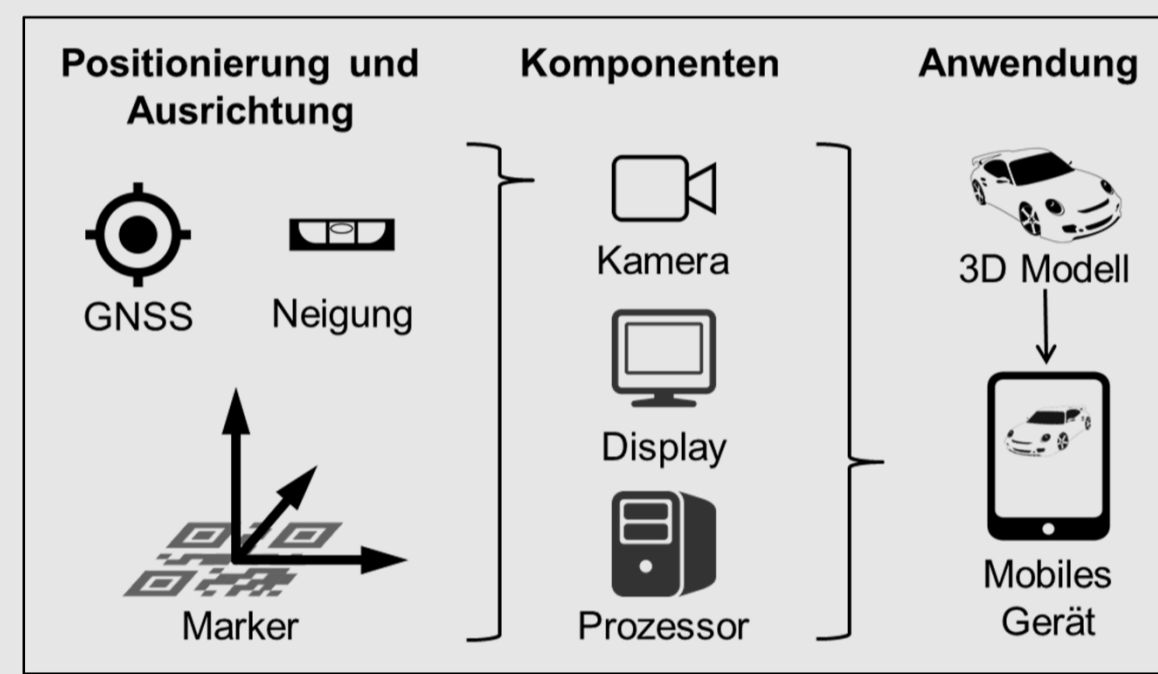 Positionierung und
Ausrichtung
GNSS
Neigung
Marker
Komponenten
Kamera
Display
Prozessor
Anwendung
3D Modell
Mobiles
Gerät